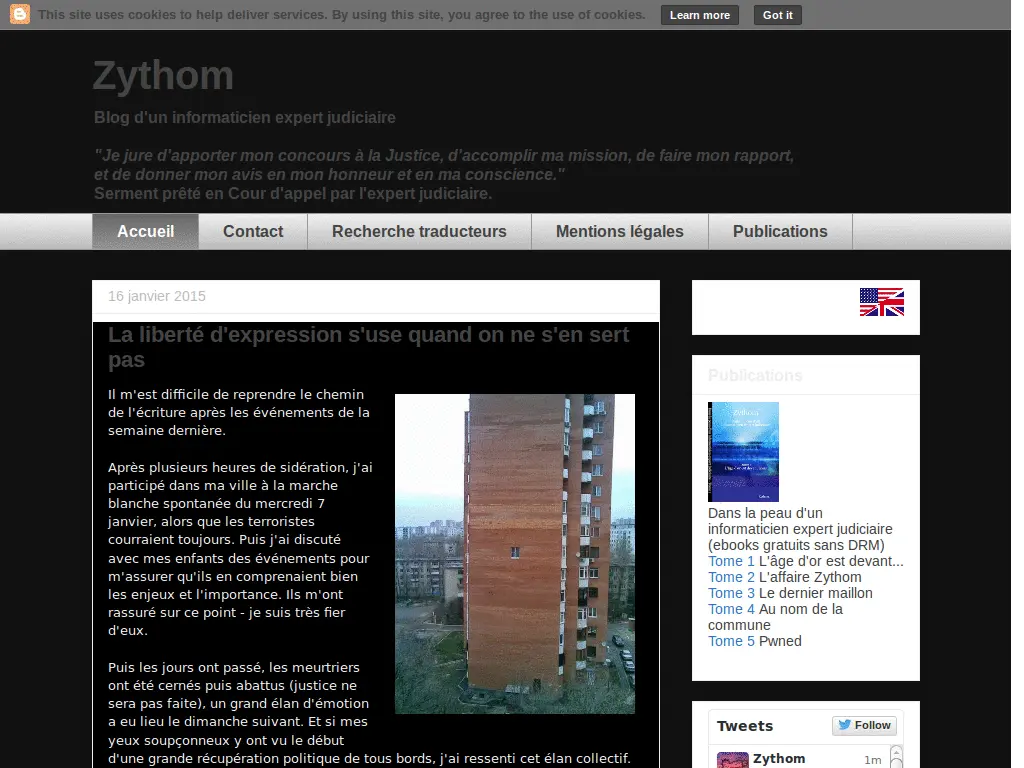 This site uses cookies to help deliver services. By using this site, you agree to the use of cookies. Learn more Got it
Zythom
Blog d'un informaticien expert judiciaire
"Je jure d'apporter mon concours à la Justice, d'accomplir ma mission, de faire mon rapport,
et de donner mon avis en mon honneur et en ma conscience."
Serment prêté en Cour d'appel par l'expert judiciaire.
Accueil Contact Recherche traducteurs Mentions légales Publications
16 janvier 2015
La liberté d'expression s'use quand on ne s'en sert
pas
Il m'est difficile de reprendre le chemin
de l'écriture après les événements de la
semaine dernière.
Après plusieurs heures de sidération, j'ai
participé dans ma ville à la marche
blanche spontanée du mercredi 7
janvier, alors que les terroristes
courraient toujours. Puis j'ai discuté
avec mes enfants des événements pour
m'assurer qu'ils en comprenaient bien
les enjeux et l'importance. Ils m'ont
rassuré sur ce point - je suis très fier
d'eux.
Puis les jours ont passé, les meurtriers
ont été cernés puis abattus (justice ne
sera pas faite), un grand élan d'émotion
a eu lieu le dimanche suivant. Et si mes
yeux soupçonneux y ont vu le début
d'une grande récupération politique de tous bords, j'ai ressenti cet élan collectif.
Publications
Zythom
Dans la peau d'un
informaticien expert judiciaire
(ebooks gratuits sans DRM)
Tome 1 L'âge d'or est devant...
Tome 2 L'affaire Zythom
Tome 3 Le dernier maillon
Tome 4 Au nom de la
commune
Tome 5 Pwned
Tweets Follow
Zythom 1m